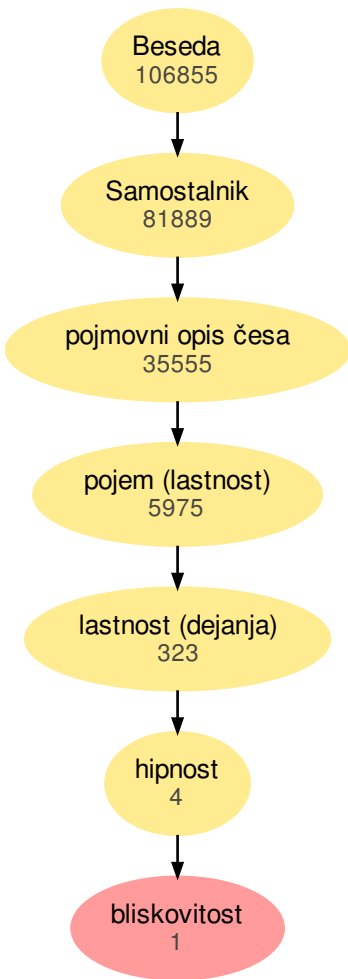 Beseda
106855
Samostalnik
81889
pojmovni opis česa
35555
pojem (lastnost)
5975
lastnost (dejanja)
323
hipnost
4
bliskovitost
1